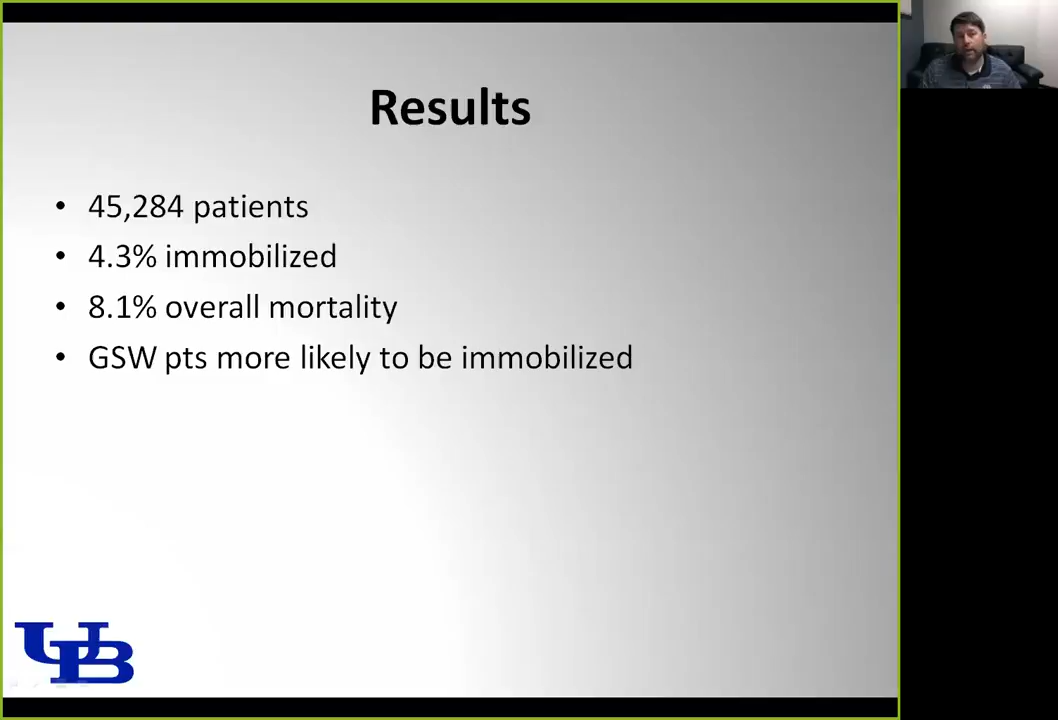 Results
• 45,284 patients
• 4.3% immobilized
• 8.1% overall mortality
• GSW pts more likely to be immobilized
UB